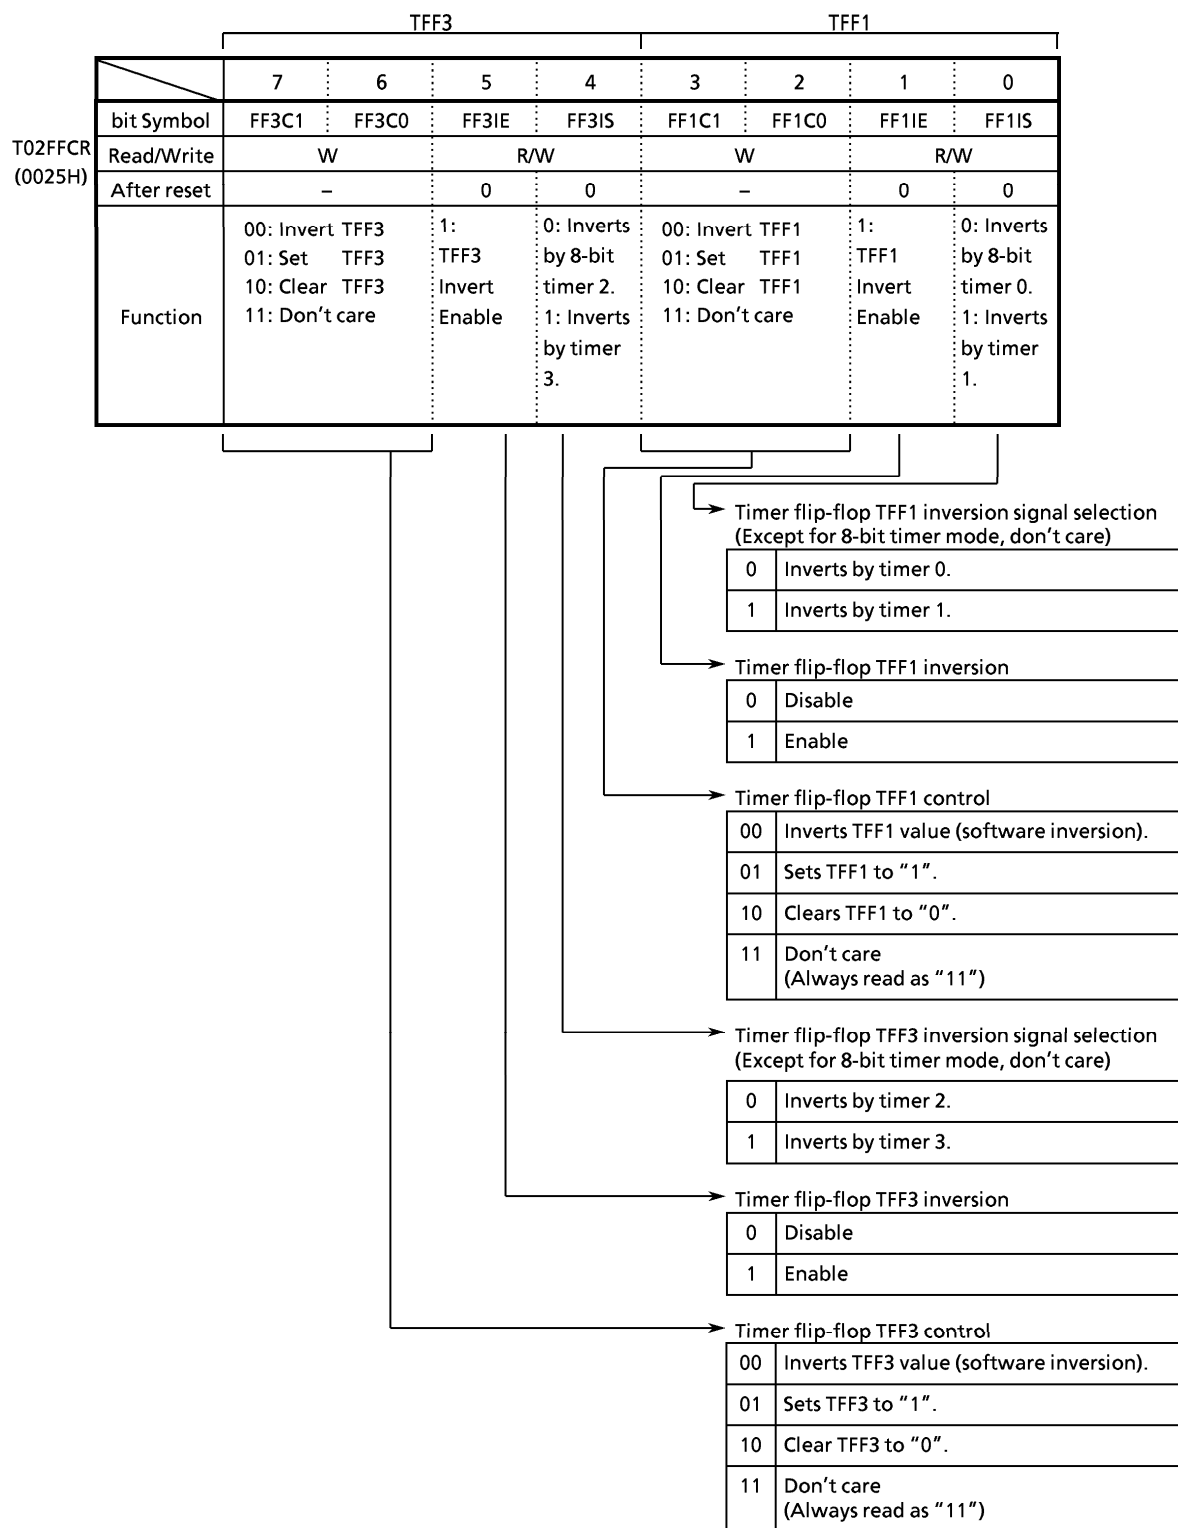 TFF3 TFF1
7 6 5 4 3 2 1 0
bit Symbol FF3C1 FF3C0 FF3IE FF3IS FF1C1 FF1C0 FF1IE FF1IS
T02FFCR Read/Write W R/W W R/W
(0025H)
After reset – 0 0 – 0 0
00: Invert TFF3 1: 0: Inverts 00: Invert TFF1 1: 0: Inverts
01: Set TFF3 TFF3 by 8-bit 01: Set TFF1 TFF1 by 8-bit
10: Clear TFF3 Invert timer 2. 10: Clear TFF1 Invert timer 0.
Function 11: Don't care Enable 1: Inverts 11: Don't care Enable 1: Inverts
by timer by timer
3. 1.
Timer flip-flop TFF1 inversion signal selection
(Except for 8-bit timer mode, don't care)
0 Inverts by timer 0.
1 Inverts by timer 1.
Timer flip-flop TFF1 inversion
0 Disable
1 Enable
Timer flip-flop TFF1 control
00 Inverts TFF1 value (software inversion).
01 Sets TFF1 to "1".
10 Clears TFF1 to "0".
11 Don't care
(Always read as "11")
Timer flip-flop TFF3 inversion signal selection
(Except for 8-bit timer mode, don't care)
0 Inverts by timer 2.
1 Inverts by timer 3.
Timer flip-flop TFF3 inversion
0 Disable
1 Enable
Timer flip-flop TFF3 control
00 Inverts TFF3 value (software inversion).
01 Sets TFF3 to "1".
10 Clear TFF3 to "0".
11 Don't care
(Always read as "11")